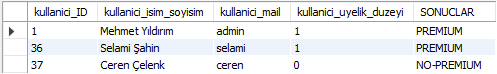 kullanici_ID kullanici_isim_soyisim kullanici_mail kullanici_uyelik_duzeyi SONUCLAR
1 Mehmet Yıldırım admin 1 PREMIUM
36 Selami Şahin selami 1 PREMIUM
37 Ceren Çelenk ceren 0 NO-PREMIUM